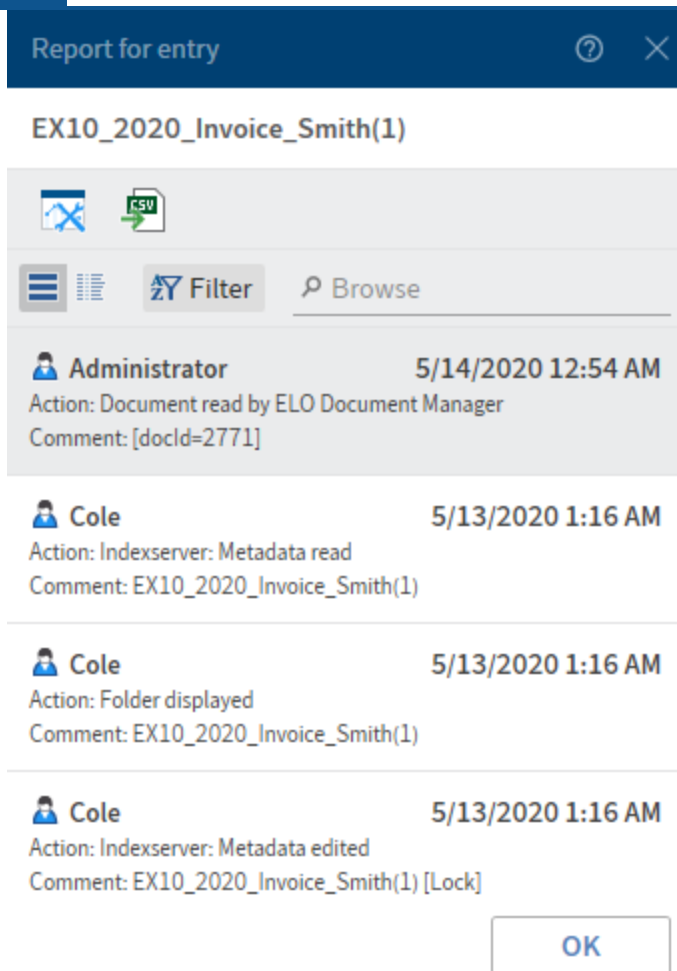 Report for entry
EX10_2020_Invoice_Smith(1)
CSV
AZ Filter Browse
Administrator 5/14/2020 12:54 AM
Action: Document read by ELO Document Manager
Comment: [docId=2771]
Cole 5/13/2020 1:16 AM
Action: Indexserver: Metadata read
Comment: EX10_2020_Invoice_Smith(1)
Cole 5/13/2020 1:16 AM
Action: Folder displayed
Comment: EX10_2020_Invoice_Smith(1)
Cole 5/13/2020 1:16 AM
Action: Indexserver: Metadata edited
Comment: EX10_2020_Invoice_Smith(1) [Lock]
OK